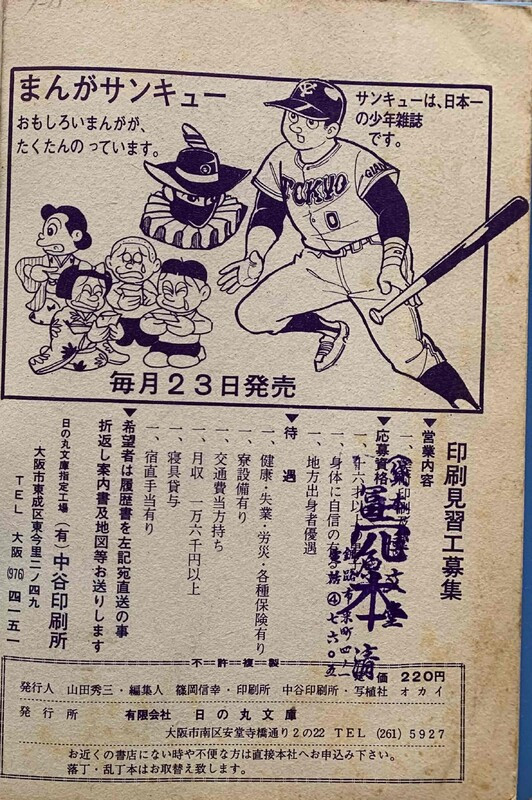 まんがサンキュー
おもしろいまんがが、
たくたんのっています。
サンキューは、日本一
の少年雑誌
です。
TOKYO
0
GIANTS
毎月23日発売
印刷見習工募集
▼営業内容
一、
▼応募資格
一、
一、身体に自信の有る
一、地方出身者優遇
▼待遇
一、健康・失業・労災・各種保険有り
一、寮設備有り
一、交通費当方持ち
一、月収 一万六千円以上
一、寝具貸与
一、宿直手当有り
▼希望者は履歴書を左記宛直送の事
折返し案内書及地図等お送りします
日の丸文庫指定工場 (有)中谷印刷所
大阪市東成区東今里二ノ四九
TEL 大阪(976)四一五一
不許複製
価 220円
発行人 山田秀三・編集人 篠岡信幸・印刷所 中谷印刷所・写植社 オカイ
発行所 有限会社 日の丸文庫
大阪市南区安堂寺橋通り2の22 TEL (261) 5927
お近くの書店にない時や不便な方は直接本社へお申込み下さい。
落丁・乱丁本はお取替え致します。